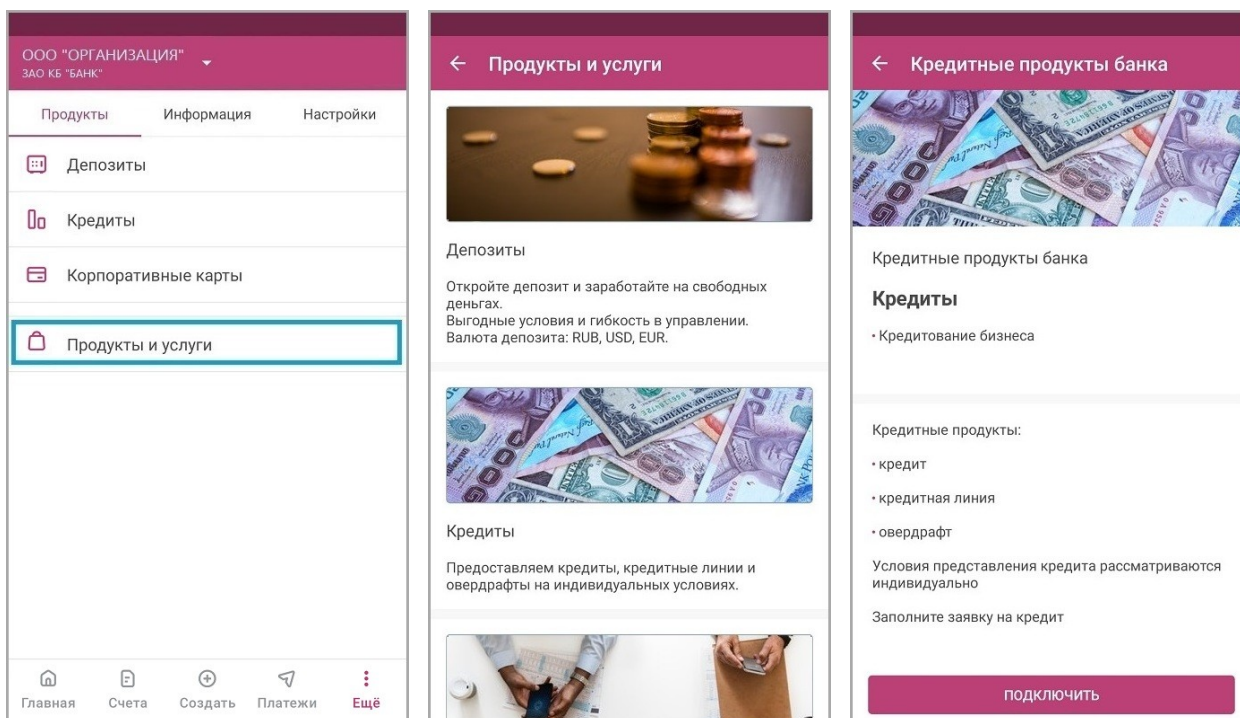 ООО "ОРГАНИЗАЦИЯ"
ЗАО КБ "БАНК"
Продукты Информация Настройки
Депозиты
Кредиты
Корпоративные карты
Продукты и услуги
Главная Счета Создать Платежи Ещё
Продукты и услуги
Депозиты
Откройте депозит и заработайте на свободных
деньгах.
Выгодные условия и гибкость в управлении.
Валюта депозита: RUB, USD, EUR.
Кредиты
Предоставляем кредиты, кредитные линии и
овердрафты на индивидуальных условиях.
Кредитные продукты банка
Кредитные продукты банка
Кредиты
• Кредитование бизнеса
Кредитные продукты:
• кредит
• кредитная линия
• овердрафт
Условия представления кредита рассматриваются
индивидуально
Заполните заявку на кредит
ПОДКЛЮЧИТЬ